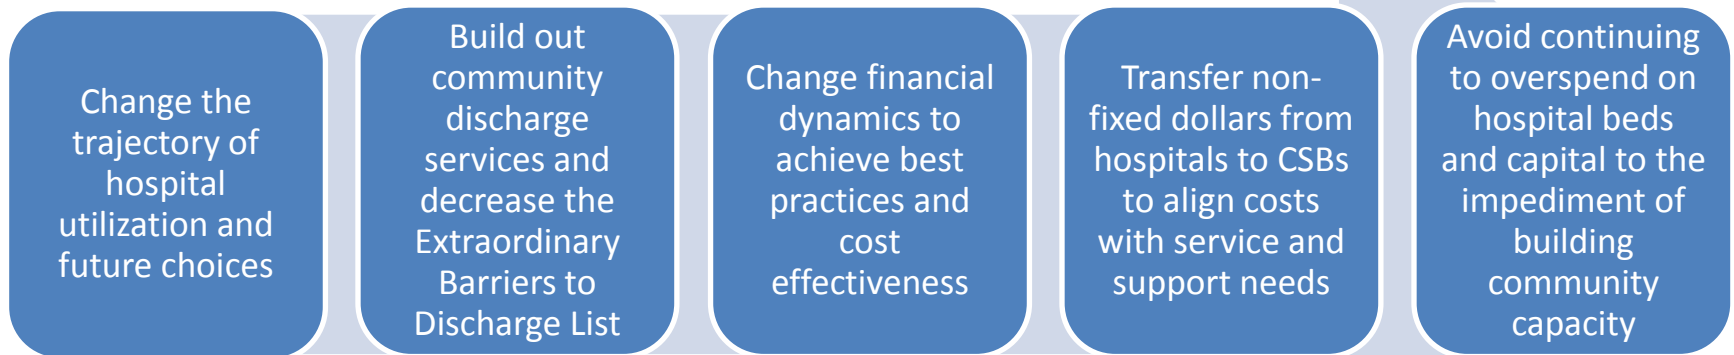 Change the
trajectory of
hospital
utilization and
future choices
Build out
community
discharge
services and
decrease the
Extraordinary
Barriers to
Discharge List
Change financial
dynamics to
achieve best
practices and
cost
effectiveness
Transfer non-
fixed dollars from
hospitals to CSBs
to align costs
with service and
support needs
Avoid continuing
to overspend on
hospital beds
and capital to the
impediment of
building
community
capacity